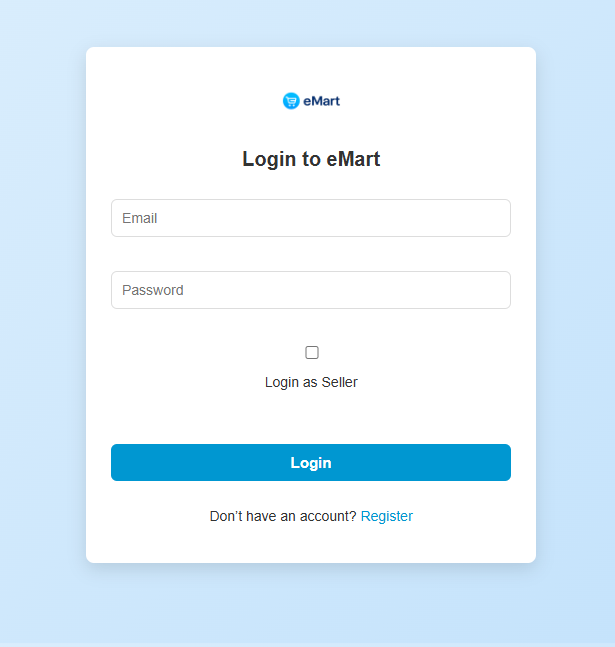 eMart
Login to eMart
Email
Password
Login as Seller
Login
Don’t have an account? Register